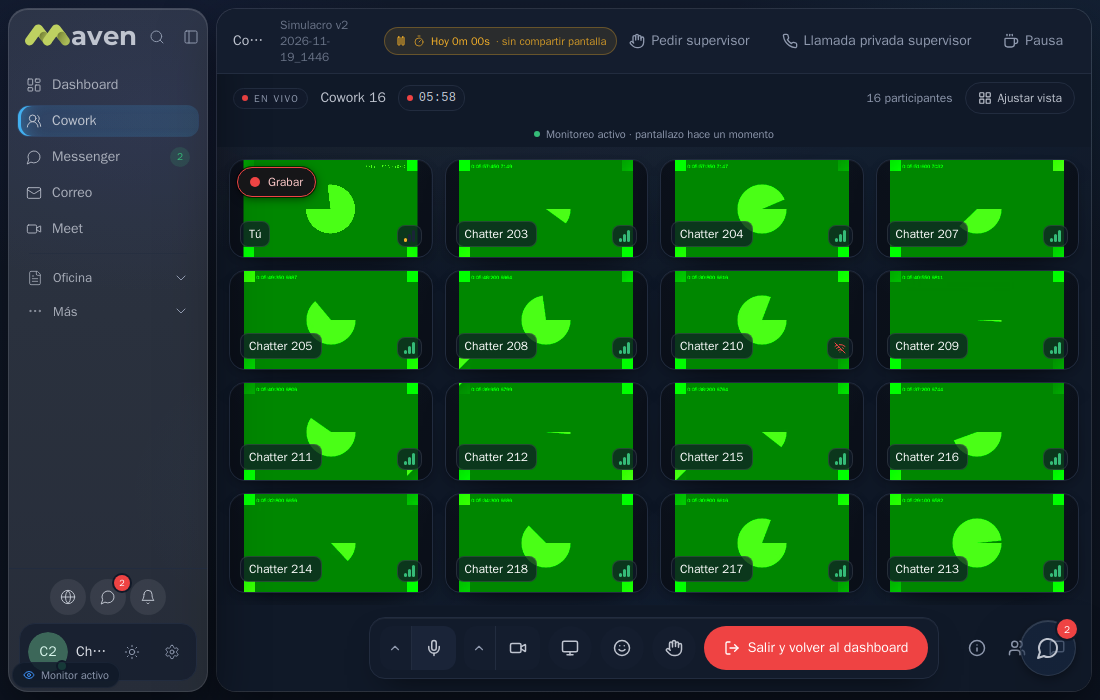 Maven
Dashboard
Cowork
Messenger
2
Correo
Meet
Oficina
Más
2
C2
Ch···
Monitor activo
Co···
Simulacro v2
2026-11-
19_1446
Hoy 0m 00s · sin compartir pantalla
Pedir supervisor
Llamada privada supervisor
Pausa
EN VIVO
Cowork 16
05:58
16 participantes
Ajustar vista
Monitoreo activo · pantallazo hace un momento
Grabar
Tú
Chatter 203
Chatter 204
Chatter 207
Chatter 205
Chatter 208
Chatter 210
Chatter 209
Chatter 211
Chatter 212
Chatter 215
Chatter 216
Chatter 214
Chatter 218
Chatter 217
Chatter 213
Salir y volver al dashboard
2